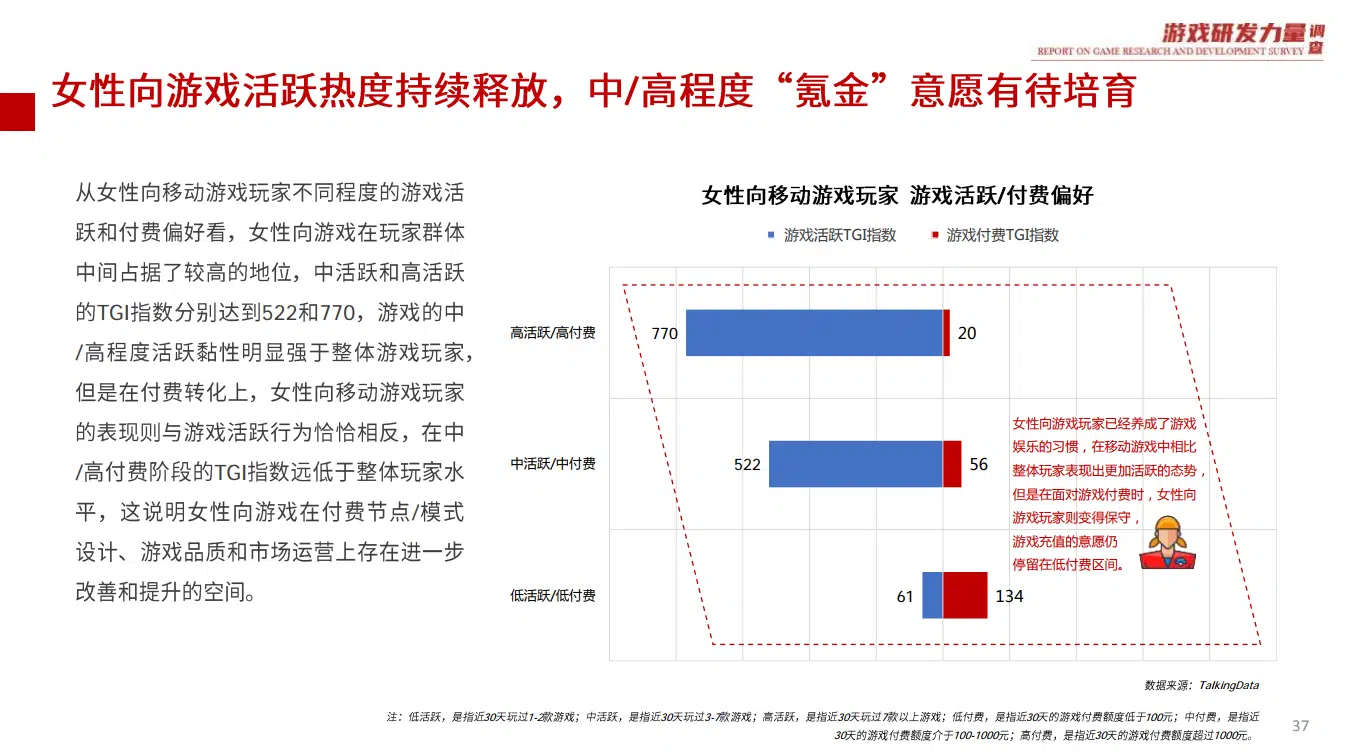 游戏研发力量调查
REPORT ON GAME RESEARCH AND DEVELOPMENT SURVEY
女性向游戏活跃热度持续释放，中/高程度“氪金”意愿有待培育
从女性向移动游戏玩家不同程度的游戏活
跃和付费偏好看，女性向游戏在玩家群体
中间占据了较高的地位，中活跃和高活跃
的TGI指数分别达到522和770，游戏的中
/高程度活跃黏性明显强于整体游戏玩家，
但是在付费转化上，女性向移动游戏玩家
的表现则与游戏活跃行为恰恰相反，在中
/高付费阶段的TGI指数远低于整体玩家水
平，这说明女性向游戏在付费节点/模式
设计、游戏品质和市场运营上存在进一步
改善和提升的空间。
女性向移动游戏玩家 游戏活跃/付费偏好
游戏活跃TGI指数 游戏付费TGI指数
高活跃/高付费 770 20
中活跃/中付费 522 56
低活跃/低付费 61 134
女性向游戏玩家已经养成了游戏
娱乐的习惯，在移动游戏中相比
整体玩家表现出更加活跃的态势，
但是在面对游戏付费时，女性向
游戏玩家则变得保守，
游戏充值的意愿仍
停留在低付费区间。
数据来源：TalkingData
注：低活跃，是指近30天玩过1-2款游戏；中活跃，是指近30天玩过3-7款游戏；高活跃，是指近30天玩过7款以上游戏；低付费，是指近30天的游戏付费额度低于100元；中付费，是指近
30天的游戏付费额度介于100-1000元；高付费，是指近30天的游戏付费额度超过1000元。
37